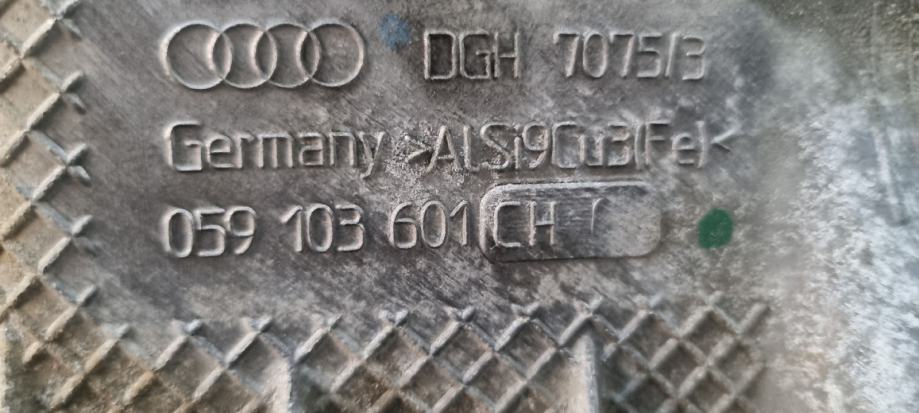 DGH 7075/3
Germany >AlSi9Cu3(Fe)<
059 103 601 CH